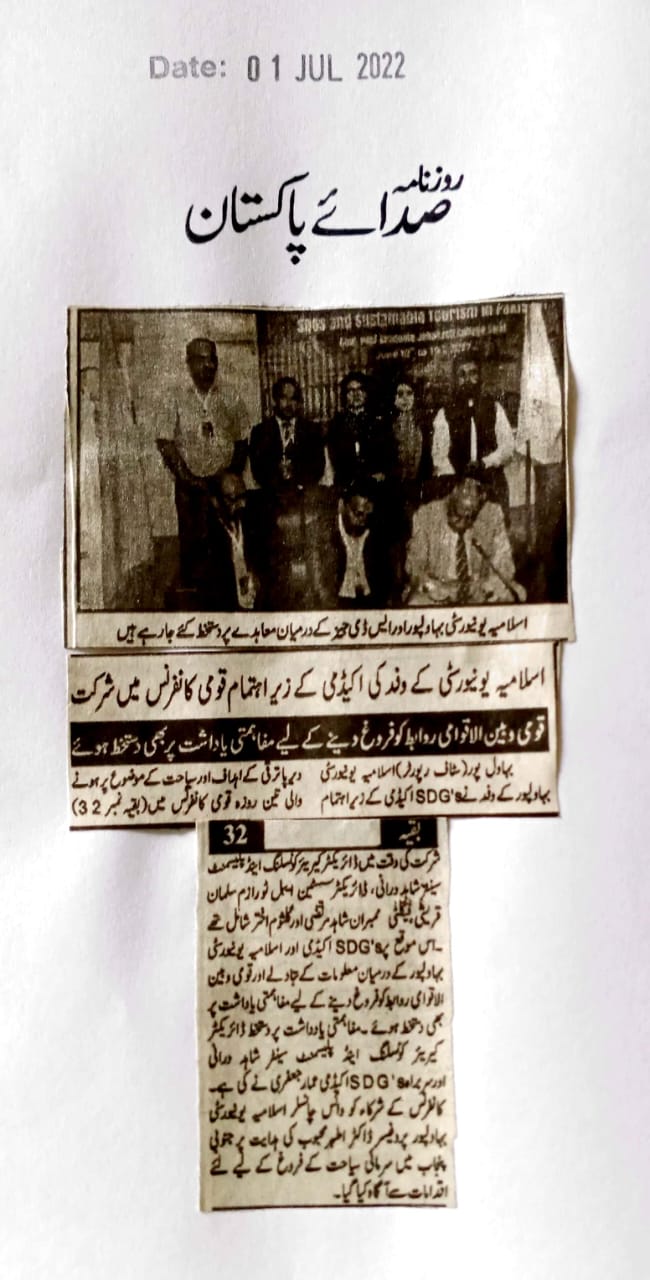 Date: 01 JUL 2022
روزنامہ
صدائے پاکستان
SDGs and Sustainable Tourism in Pakis
اسلامیہ یونیورسٹی بہاولپور اور ایس ڈی جیز کے درمیان معاہدے پر دستخط کئے جارہے ہیں
اسلامیہ یونیورسٹی کے وفد کی اکیڈمی کے زیر اہتمام قومی کانفرنس میں شرکت
قومی و بین الاقوامی روابط کو فروغ دینے کے لیے مفاہمتی یاداشت پر بھی دستخط ہوئے
بہاول پور (سٹاف رپورٹر) اسلامیہ یونیورسٹی
بہاولپور کے وفد نے SDG's اکیڈمی کے زیر اہتمام
دیرپا ترقی کے اہداف اور سیاحت کے موضوع پر ہونے
والی تین روزہ قومی کانفرنس میں (بقیہ نمبر 32)
بقیہ 32
شرکت کی وفد میں ڈائریکٹر کیریئر کونسلنگ اینڈ پلیسمنٹ
سینٹر شاہد درانی، ڈائریکٹر سسٹین ایبل ٹورازم سلمان
قریشی فیکلٹی ممبران شاہد مرتضی اور کلثوم اختر شامل تھے
۔اس موقع پر SDG's اکیڈمی اور اسلامیہ یونیورسٹی
بہاولپور کے درمیان معلومات کے تبادلے اور قومی و بین
الاقوامی روابط کو فروغ دینے کے لیے مفاہمتی یاداشت پر
بھی دستخط ہوئے ۔ مفاہمتی یادداشت پر دستخط ڈائریکٹر
کیریئر کونسلنگ اینڈ پلیسمنٹ سینٹر شاہد درانی
اور سربراہ SDG's اکیڈمی عمار جعفری نے کی ہے۔
کانفرنس کے شرکاء کو وائس چانسلر اسلامیہ یونیورسٹی
بہاولپور پروفیسر ڈاکٹر اطہر محبوب کی ہدایت پر جنوبی
پنجاب میں سرمائی سیاحت کے فروغ کے لیے لئے
اقدامات سے آگاہ کیا گیا۔